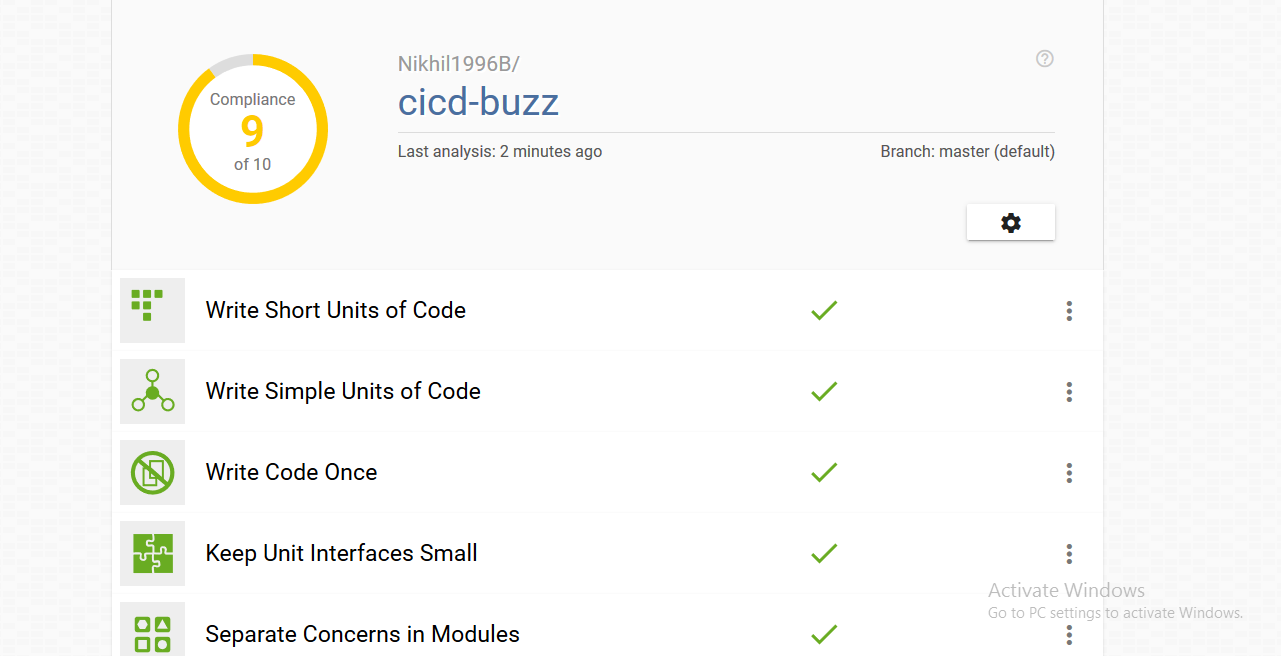 Compliance
9
of 10
Nikhil1996B/
cicd-buzz
Last analysis: 2 minutes ago
Branch: master (default)
Write Short Units of Code
Write Simple Units of Code
Write Code Once
Keep Unit Interfaces Small
Separate Concerns in Modules
Activate Windows
Go to PC settings to activate Windows.